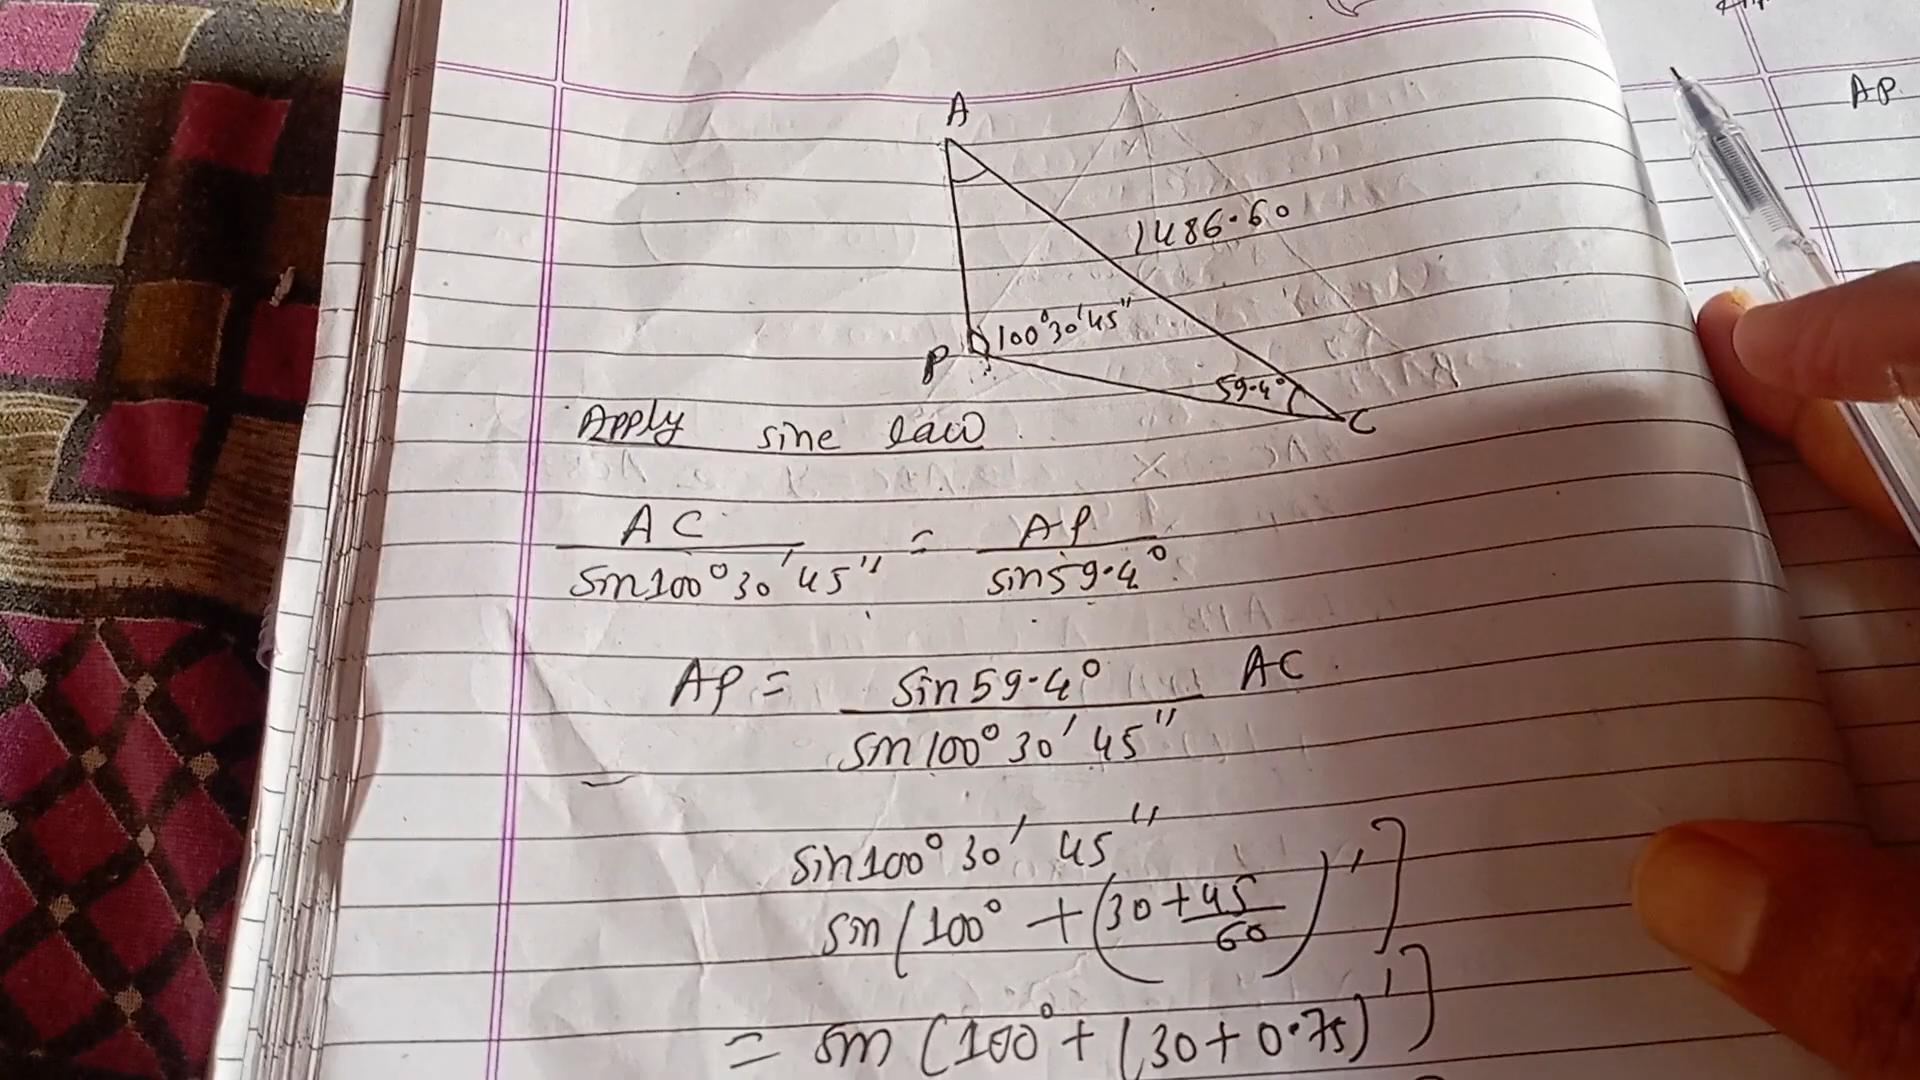 A
AP
1486.60
100°30'45"
P
59.4°
C
Apply sine law
AC / sin100°30'45" = AP / sin59.4°
AP = sin59.4° / sin100°30'45" AC
sin100°30'45"
sin(100° + (30+45/60)')]
= sin(100° + (30+0.75)')]